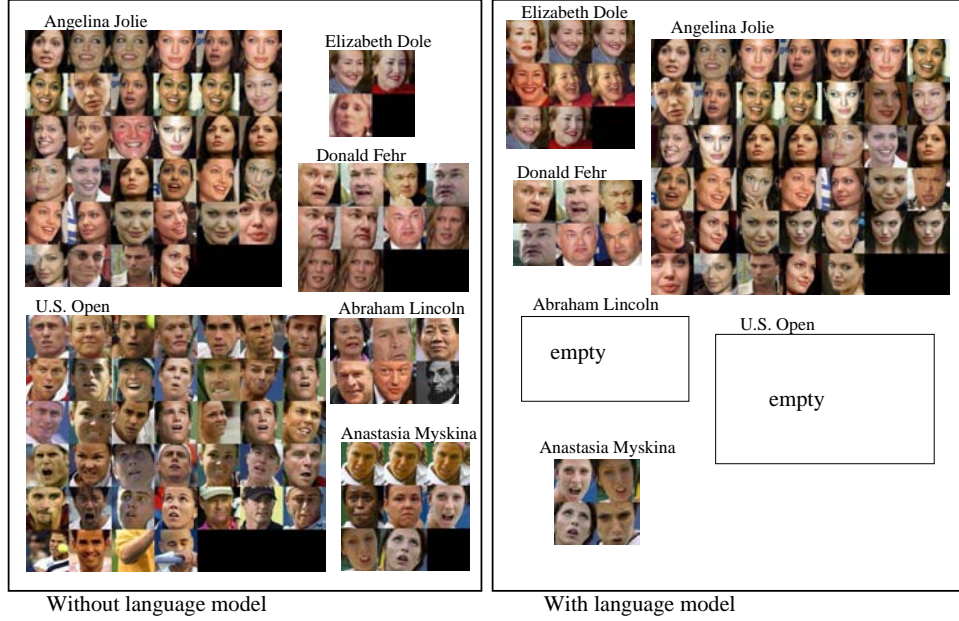 Angelina Jolie
Elizabeth Dole
Donald Fehr
U.S. Open
Abraham Lincoln
Anastasia Myskina
Without language model
Elizabeth Dole
Angelina Jolie
Donald Fehr
Abraham Lincoln
empty
U.S. Open
empty
Anastasia Myskina
With language model